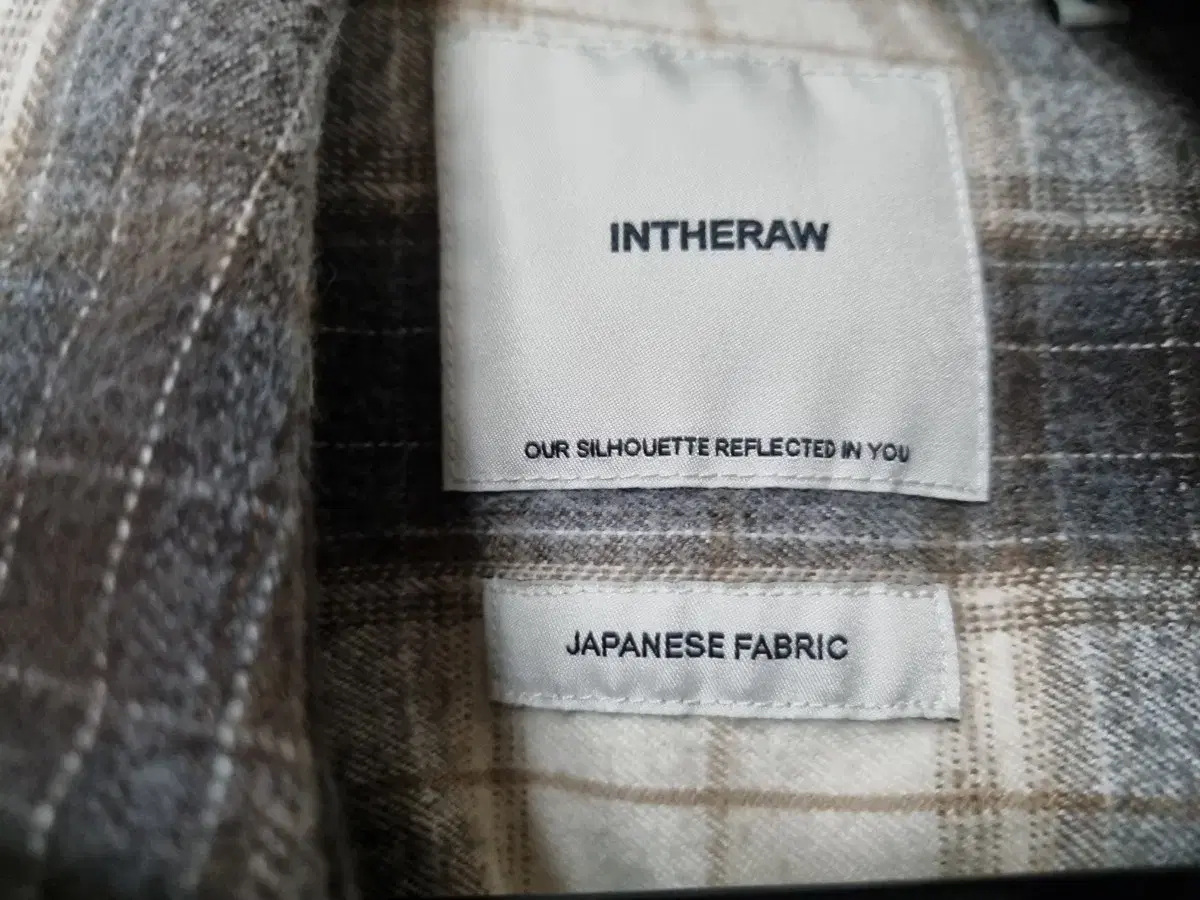 INTHERAW
OUR SILHOUETTE REFLECTED IN YOU
JAPANESE FABRIC